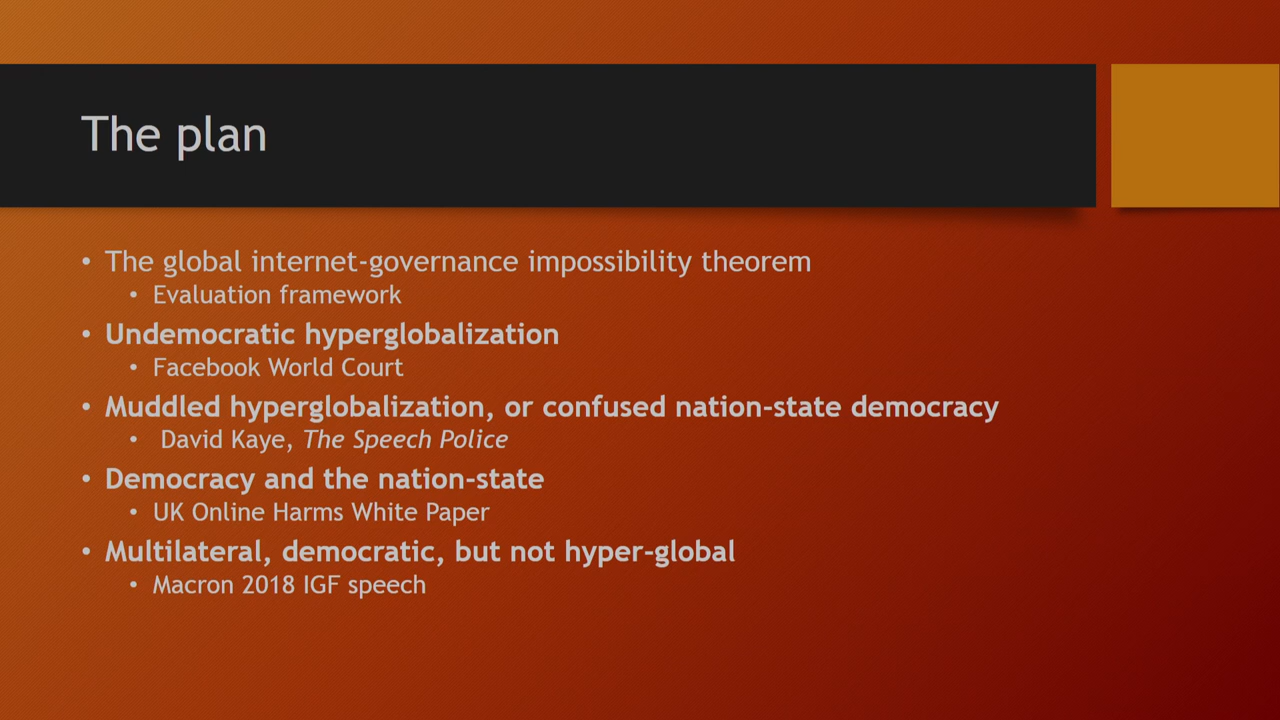 The plan
• The global internet-governance impossibility theorem
• Evaluation framework
• Undemocratic hyperglobalization
• Facebook World Court
• Muddled hyperglobalization, or confused nation-state democracy
• David Kaye, The Speech Police
• Democracy and the nation-state
• UK Online Harms White Paper
• Multilateral, democratic, but not hyper-global
• Macron 2018 IGF speech